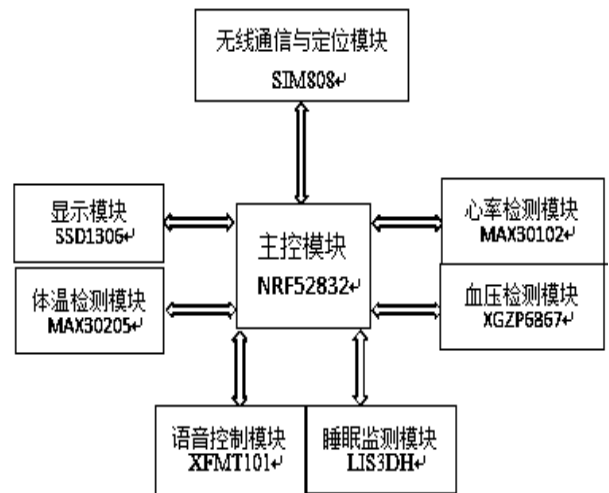 无线通信与定位模块
SIM808↵
显示模块
SSD1306↵
心率检测模块
MAX30102↵
主控模块
NRF52832↵
体温检测模块
MAX30205↵
血压检测模块
XGZP6867↵
语音控制模块
XFMT101↵
睡眠监测模块
LIS3DH↵